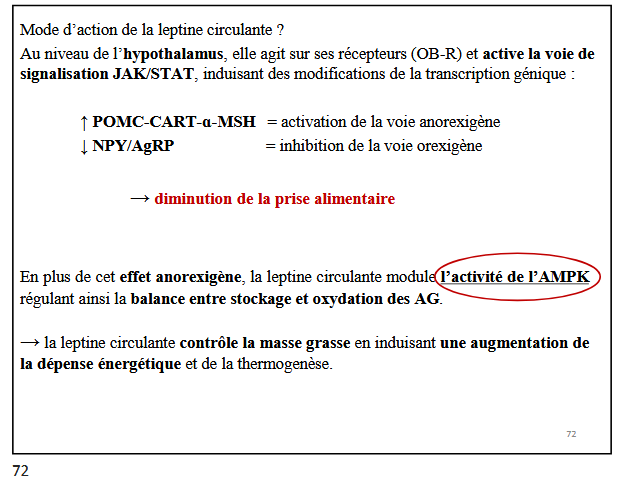 Mode d’action de la leptine circulante ?
Au niveau de l’hypothalamus, elle agit sur ses récepteurs (OB-R) et active la voie de
signalisation JAK/STAT, induisant des modifications de la transcription génique :
↑ POMC-CART-α-MSH = activation de la voie anorexigène
↓ NPY/AgRP = inhibition de la voie orexigène
→ diminution de la prise alimentaire
En plus de cet effet anorexigène, la leptine circulante module l’activité de l’AMPK
régulant ainsi la balance entre stockage et oxydation des AG.
→ la leptine circulante contrôle la masse grasse en induisant une augmentation de
la dépense énergétique et de la thermogenèse.
72
72